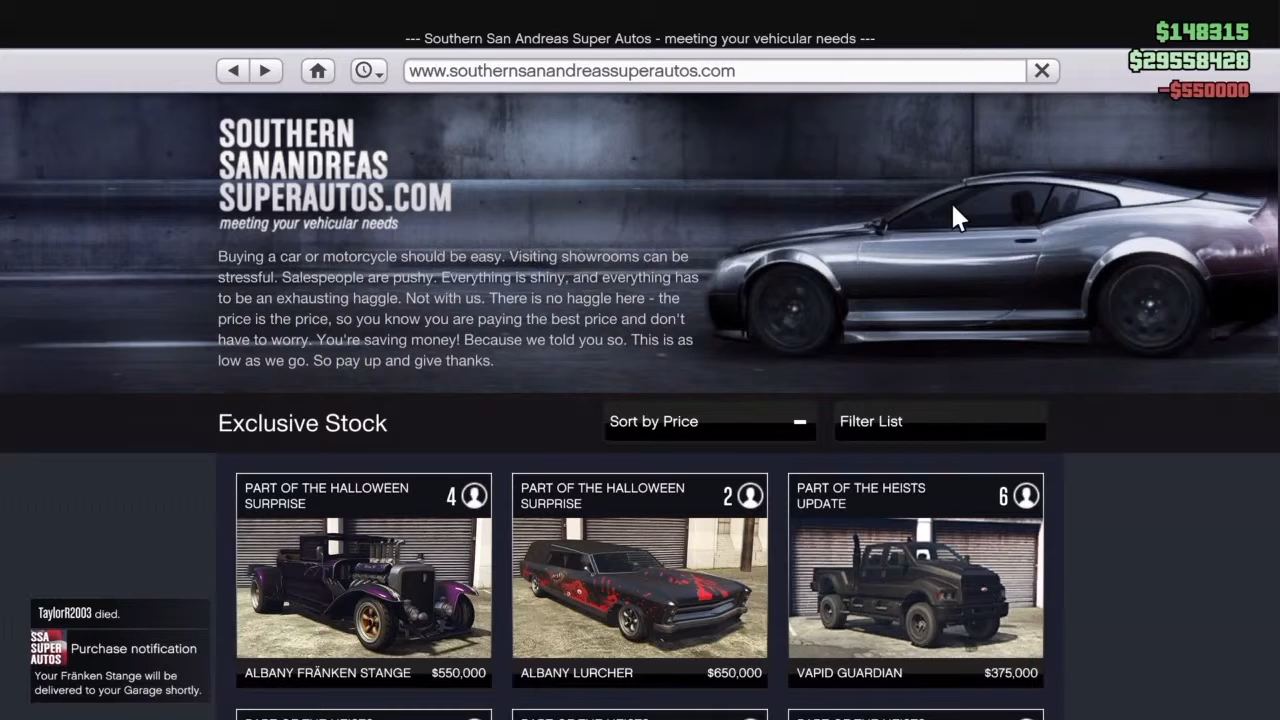 --- Southern San Andreas Super Autos - meeting your vehicular needs ---
$148315
$29558428
-$550000
www.southernsanandreassuperautos.com
SOUTHERN
SANANDREAS
SUPERAUTOS.COM
meeting your vehicular needs
Buying a car or motorcycle should be easy. Visiting showrooms can be
stressful. Salespeople are pushy. Everything is shiny, and everything has
to be an exhausting haggle. Not with us. There is no haggle here - the
price is the price, so you know you are paying the best price and don't
have to worry. You're saving money! Because we told you so. This is as
low as we go. So pay up and give thanks.
Exclusive Stock
Sort by Price
Filter List
PART OF THE HALLOWEEN
SURPRISE
4
ALBANY FRÄNKEN STANGE $550,000
PART OF THE HALLOWEEN
SURPRISE
2
ALBANY LURCHER $650,000
PART OF THE HEISTS
UPDATE
6
VAPID GUARDIAN $375,000
TaylorR2003 died.
SSA
SUPER
AUTOS
Purchase notification
Your Fränken Stange will be
delivered to your Garage shortly.